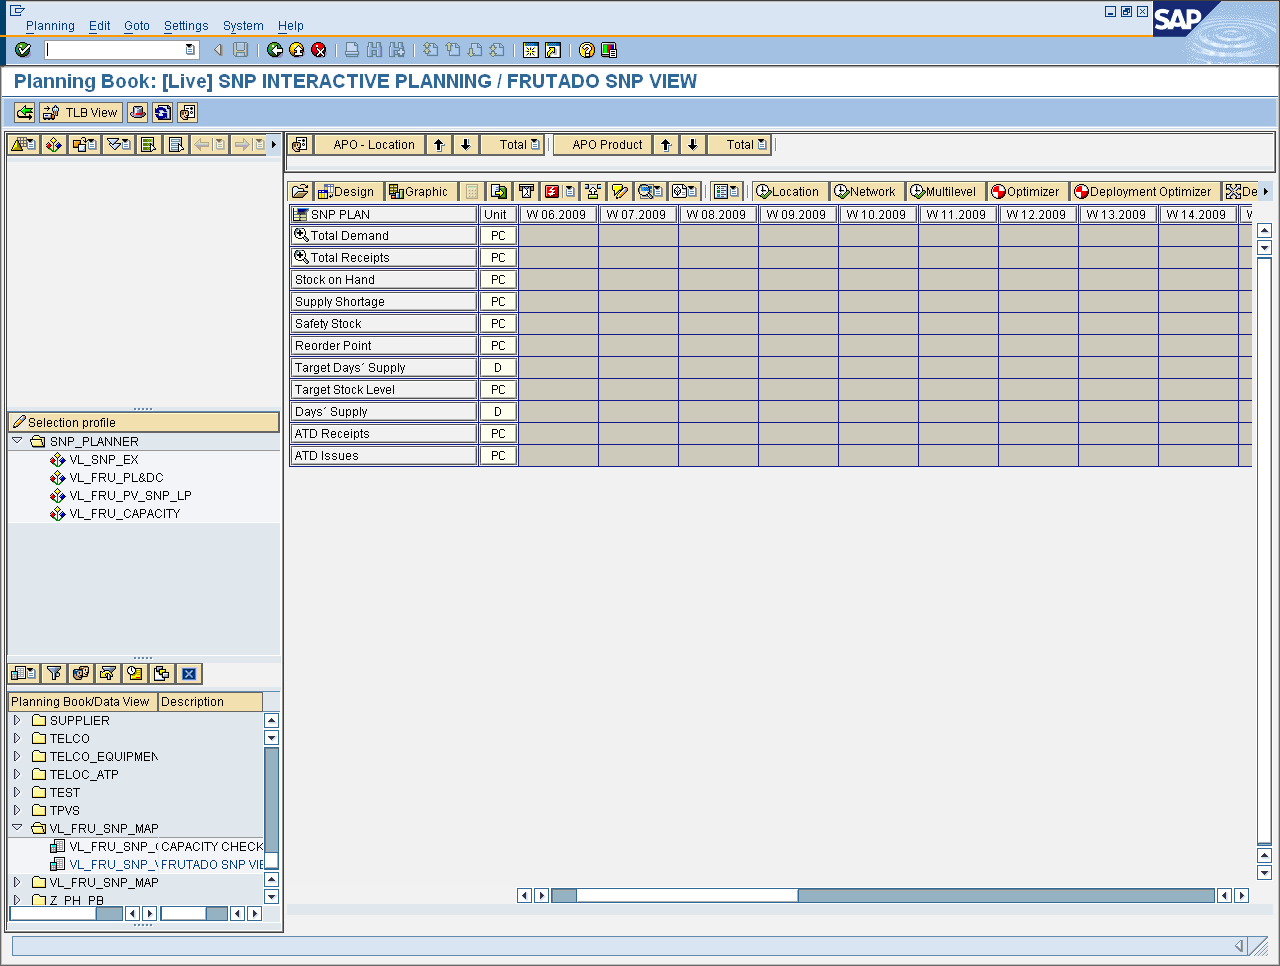 Planning Edit Goto Settings System Help
SAP
Planning Book: [Live] SNP INTERACTIVE PLANNING / FRUTADO SNP VIEW
TLB View
APO - Location Total APO Product Total
Design Graphic Location Network Multilevel Optimizer Deployment Optimizer De
SNP PLAN Unit W 06.2009 W 07.2009 W 08.2009 W 09.2009 W 10.2009 W 11.2009 W 12.2009 W 13.2009 W 14.2009
Total Demand PC
Total Receipts PC
Stock on Hand PC
Supply Shortage PC
Safety Stock PC
Reorder Point PC
Target Days´ Supply D
Target Stock Level PC
Days´ Supply D
ATD Receipts PC
ATD Issues PC
Selection profile
SNP_PLANNER
VL_SNP_EX
VL_FRU_PL&DC
VL_FRU_PV_SNP_LP
VL_FRU_CAPACITY
Planning Book/Data View Description
SUPPLIER
TELCO
TELCO_EQUIPMEN
TELOC_ATP
TEST
TPVS
VL_FRU_SNP_MAP
VL_FRU_SNP_( CAPACITY CHECK
VL_FRU_SNP_\ FRUTADO SNP VIE
VL_FRU_SNP_MAP
Z_PH_PB